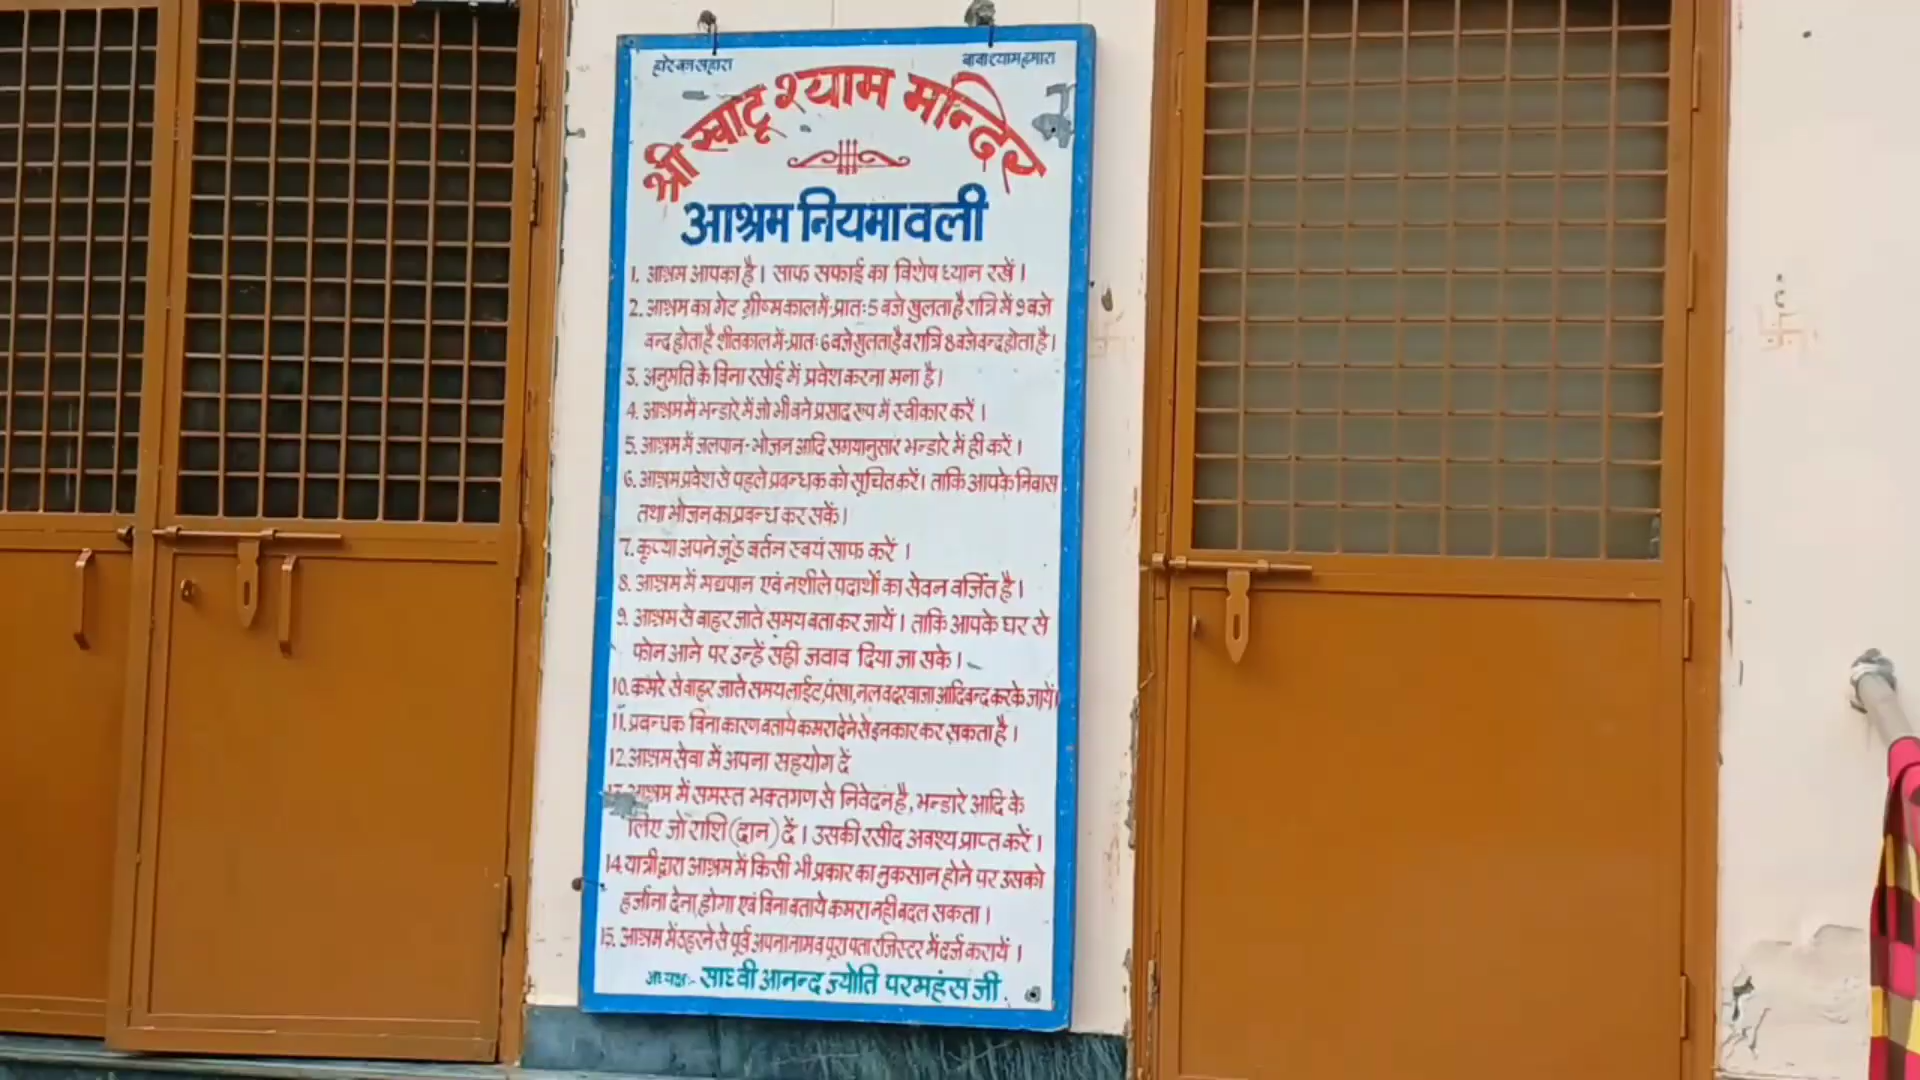 हारे का सहारा
बाबा श्याम हमारा
श्री खाटू श्याम मन्दिर
आश्रम नियमावली
1. आश्रम आपका है। साफ सफाई का विशेष ध्यान रखें।
2. आश्रम का गेट ग्रीष्म काल में-प्रातः 5 बजे खुलता है रात्रि में 9 बजे
बन्द होता है शीतकाल में-प्रातः 6 बजे खुलता है व रात्रि 8 बजे बन्द होता है।
3. अनुमति के बिना रसोई में प्रवेश करना मना है।
4. आश्रम में भन्डारे में जो भी बने प्रसाद रूप में स्वीकार करें।
5. आश्रम में जलपान-भोजन आदि समयानुसार भन्डारे में ही करें।
6. आश्रम प्रवेश से पहले प्रबन्धक को सूचित करें। ताकि आपके निवास
तथा भोजन का प्रबन्ध कर सकें।
7. कृप्या अपने जूंठे बर्तन स्वयं साफ करें।
8. आश्रम में मद्यपान एवं नशीले पदार्थों का सेवन वर्जित है।
9. आश्रम से बाहर जाते समय बता कर जायें। ताकि आपके घर से
फोन आने पर उन्हें सही जवाब दिया जा सके।
10. कमरे से बाहर जाते समय लाईट, पंखा, नल व दरवाजा आदि बन्द करके जायें।
11. प्रबन्धक बिना कारण बताये कमरा देने से इनकार कर सकता है।
12. आश्रम सेवा में अपना सहयोग दें
आश्रम में समस्त भक्तगण से निवेदन है, भन्डारे आदि के
लिए जो राशि (दान) दें। उसकी रसीद अवश्य प्राप्त करें।
14. यात्री द्वारा आश्रम में किसी भी प्रकार का नुकसान होने पर उसको
हर्जाना देना होगा एवं बिना बताये कमरा नही बदल सकता।
15. आश्रम में ठहरने से पूर्व अपना नाम व पूरा पता रजिस्टर में दर्ज करायें।
अध्यक्ष:- साध्वी आनन्द ज्योति परमहंस जी.